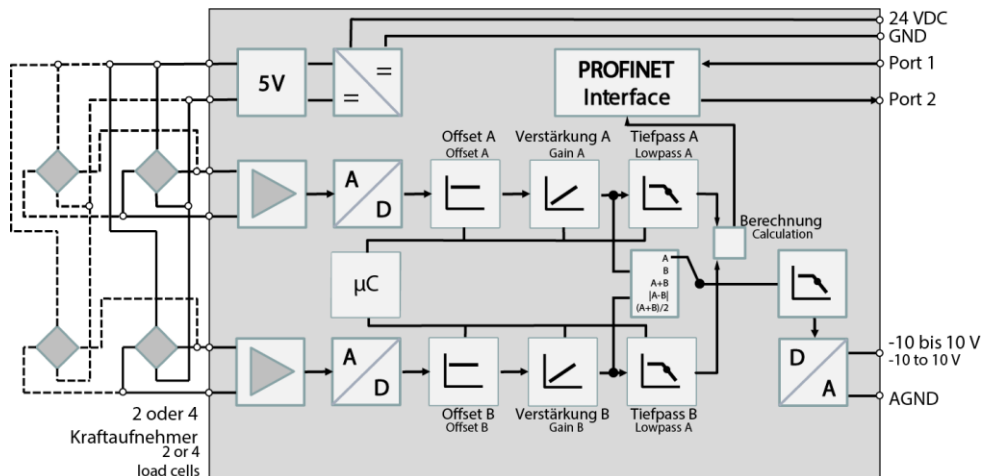 24 VDC
GND
Port 1
Port 2
5V
=
=
PROFINET
Interface
Offset A
Offset A
Verstärkung A
Gain A
Tiefpass A
Lowpass A
A
D
Berechnung
Calculation
µC
A
B
A+B
|A-B|
(A+B)/2
A
D
Offset B
Offset B
Verstärkung B
Gain B
Tiefpass B
Lowpass A
D
A
-10 bis 10 V
-10 to 10 V
AGND
2 oder 4
Kraftaufnehmer
2 or 4
load cells